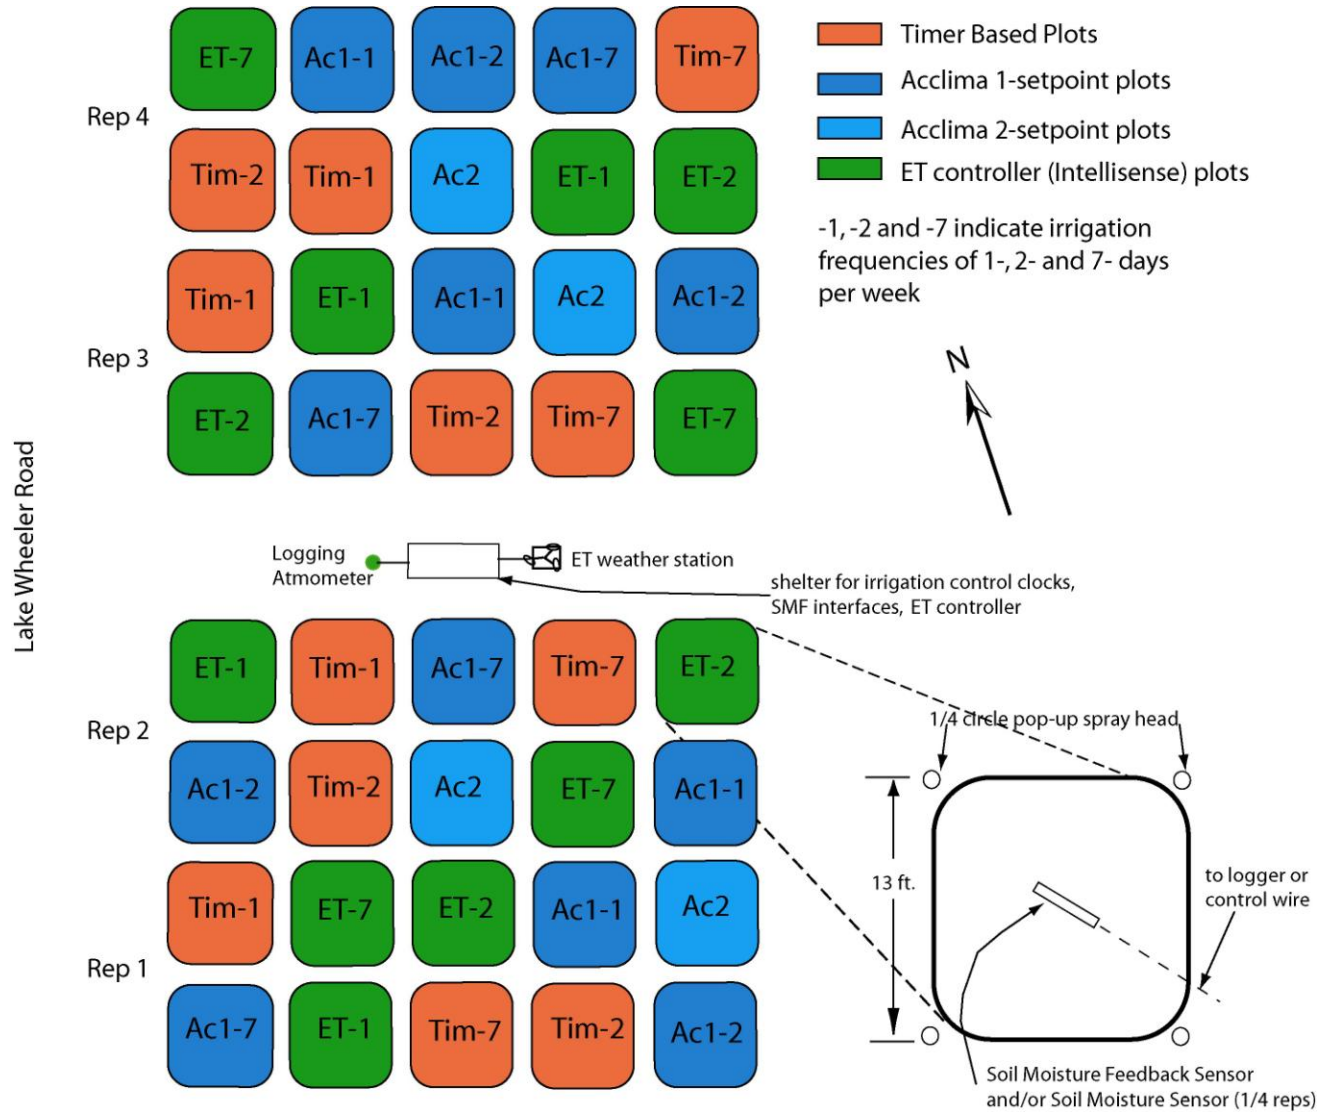 ET-7 Ac1-1 Ac1-2 Ac1-7 Tim-7
Rep 4
Tim-2 Tim-1 Ac2 ET-1 ET-2
Tim-1 ET-1 Ac1-1 Ac2 Ac1-2
Rep 3
ET-2 Ac1-7 Tim-2 Tim-7 ET-7
Timer Based Plots
Acclima 1-setpoint plots
Acclima 2-setpoint plots
ET controller (Intellisense) plots
-1, -2 and -7 indicate irrigation
frequencies of 1-, 2- and 7- days
per week
N
Lake Wheeler Road
Logging
Atmometer
ET weather station
shelter for irrigation control clocks,
SMF interfaces, ET controller
ET-1 Tim-1 Ac1-7 Tim-7 ET-2
Rep 2
Ac1-2 Tim-2 Ac2 ET-7 Ac1-1
Tim-1 ET-7 ET-2 Ac1-1 Ac2
Rep 1
Ac1-7 ET-1 Tim-7 Tim-2 Ac1-2
1/4 circle pop-up spray head
13 ft.
to logger or
control wire
Soil Moisture Feedback Sensor
and/or Soil Moisture Sensor (1/4 reps)